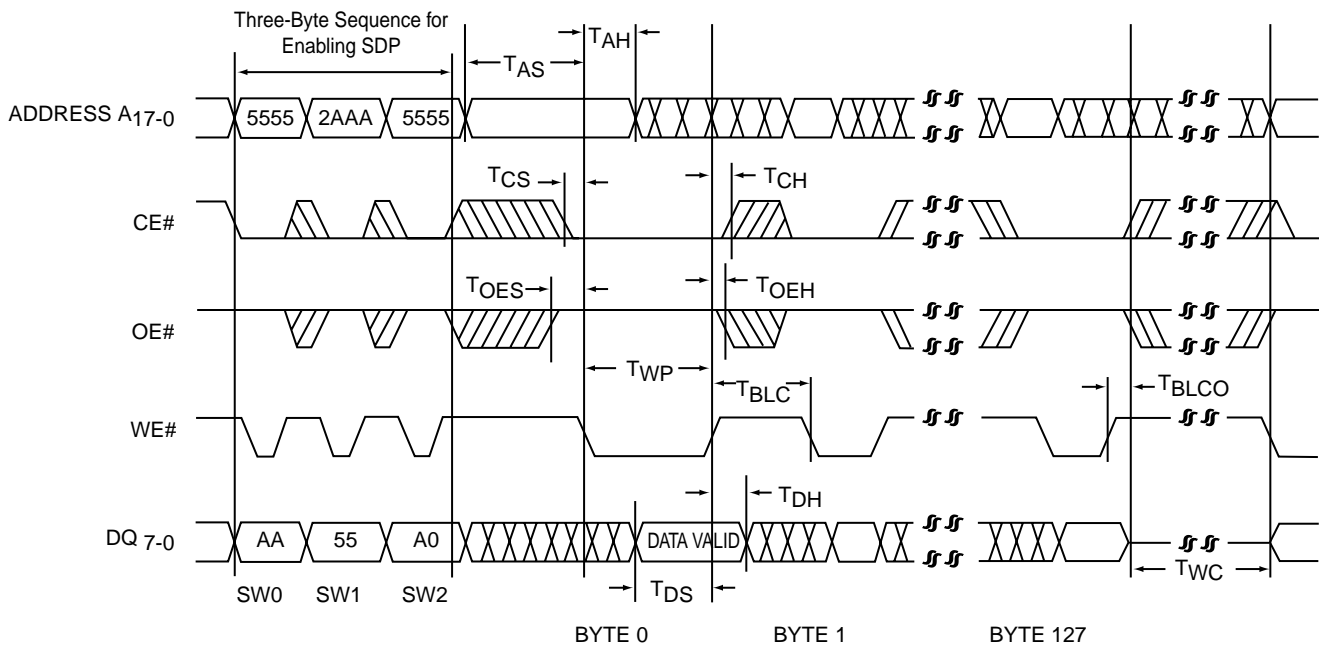 Three-Byte Sequence for
Enabling SDP
TAH
TAS
ADDRESS A17-0
5555 2AAA 5555
TCS
TCH
CE#
TOES
TOEH
OE#
TWP
TBLC
TBLCO
WE#
TDH
DQ 7-0
AA 55 A0
DATA VALID
SW0 SW1 SW2
TDS
TWC
BYTE 0 BYTE 1 BYTE 127